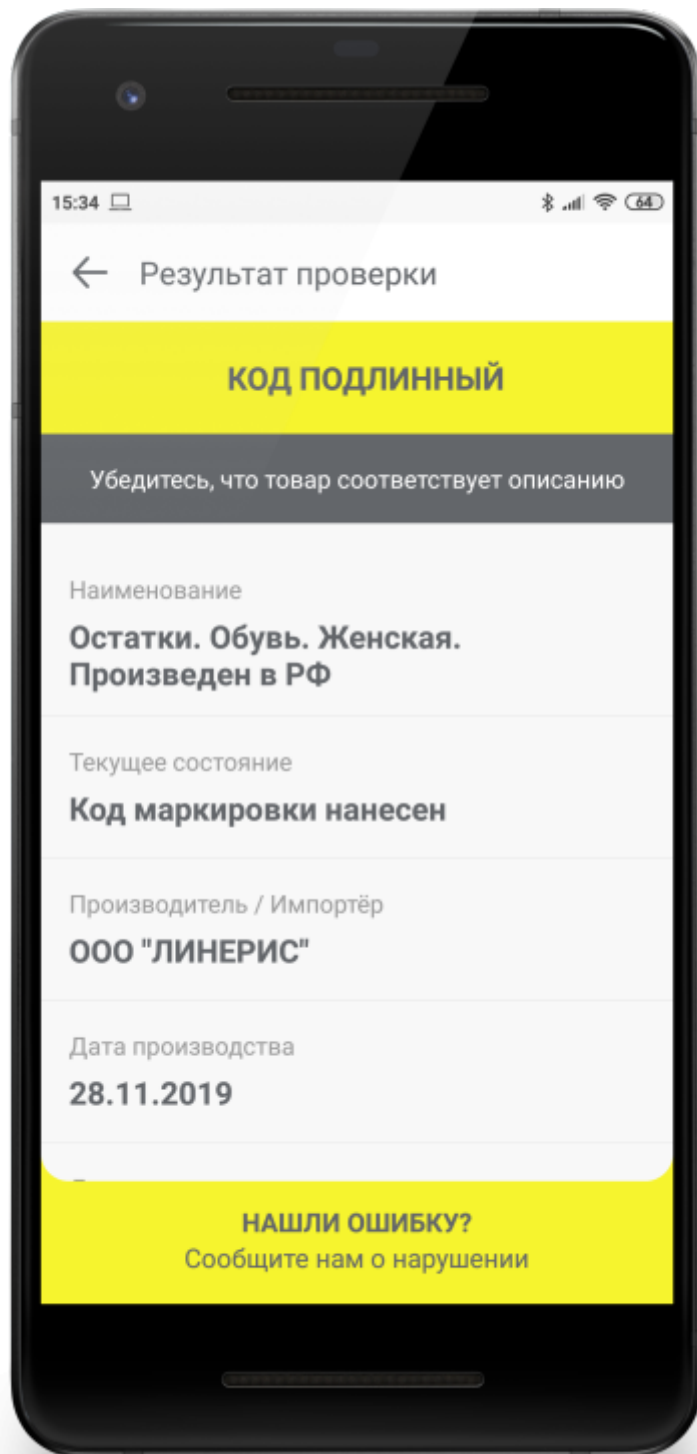 15:34
64
Результат проверки
КОД ПОДЛИННЫЙ
Убедитесь, что товар соответствует описанию
Наименование
Остатки. Обувь. Женская.
Произведен в РФ
Текущее состояние
Код маркировки нанесен
Производитель / Импортёр
ООО "ЛИНЕРИС"
Дата производства
28.11.2019
НАШЛИ ОШИБКУ?
Сообщите нам о нарушении